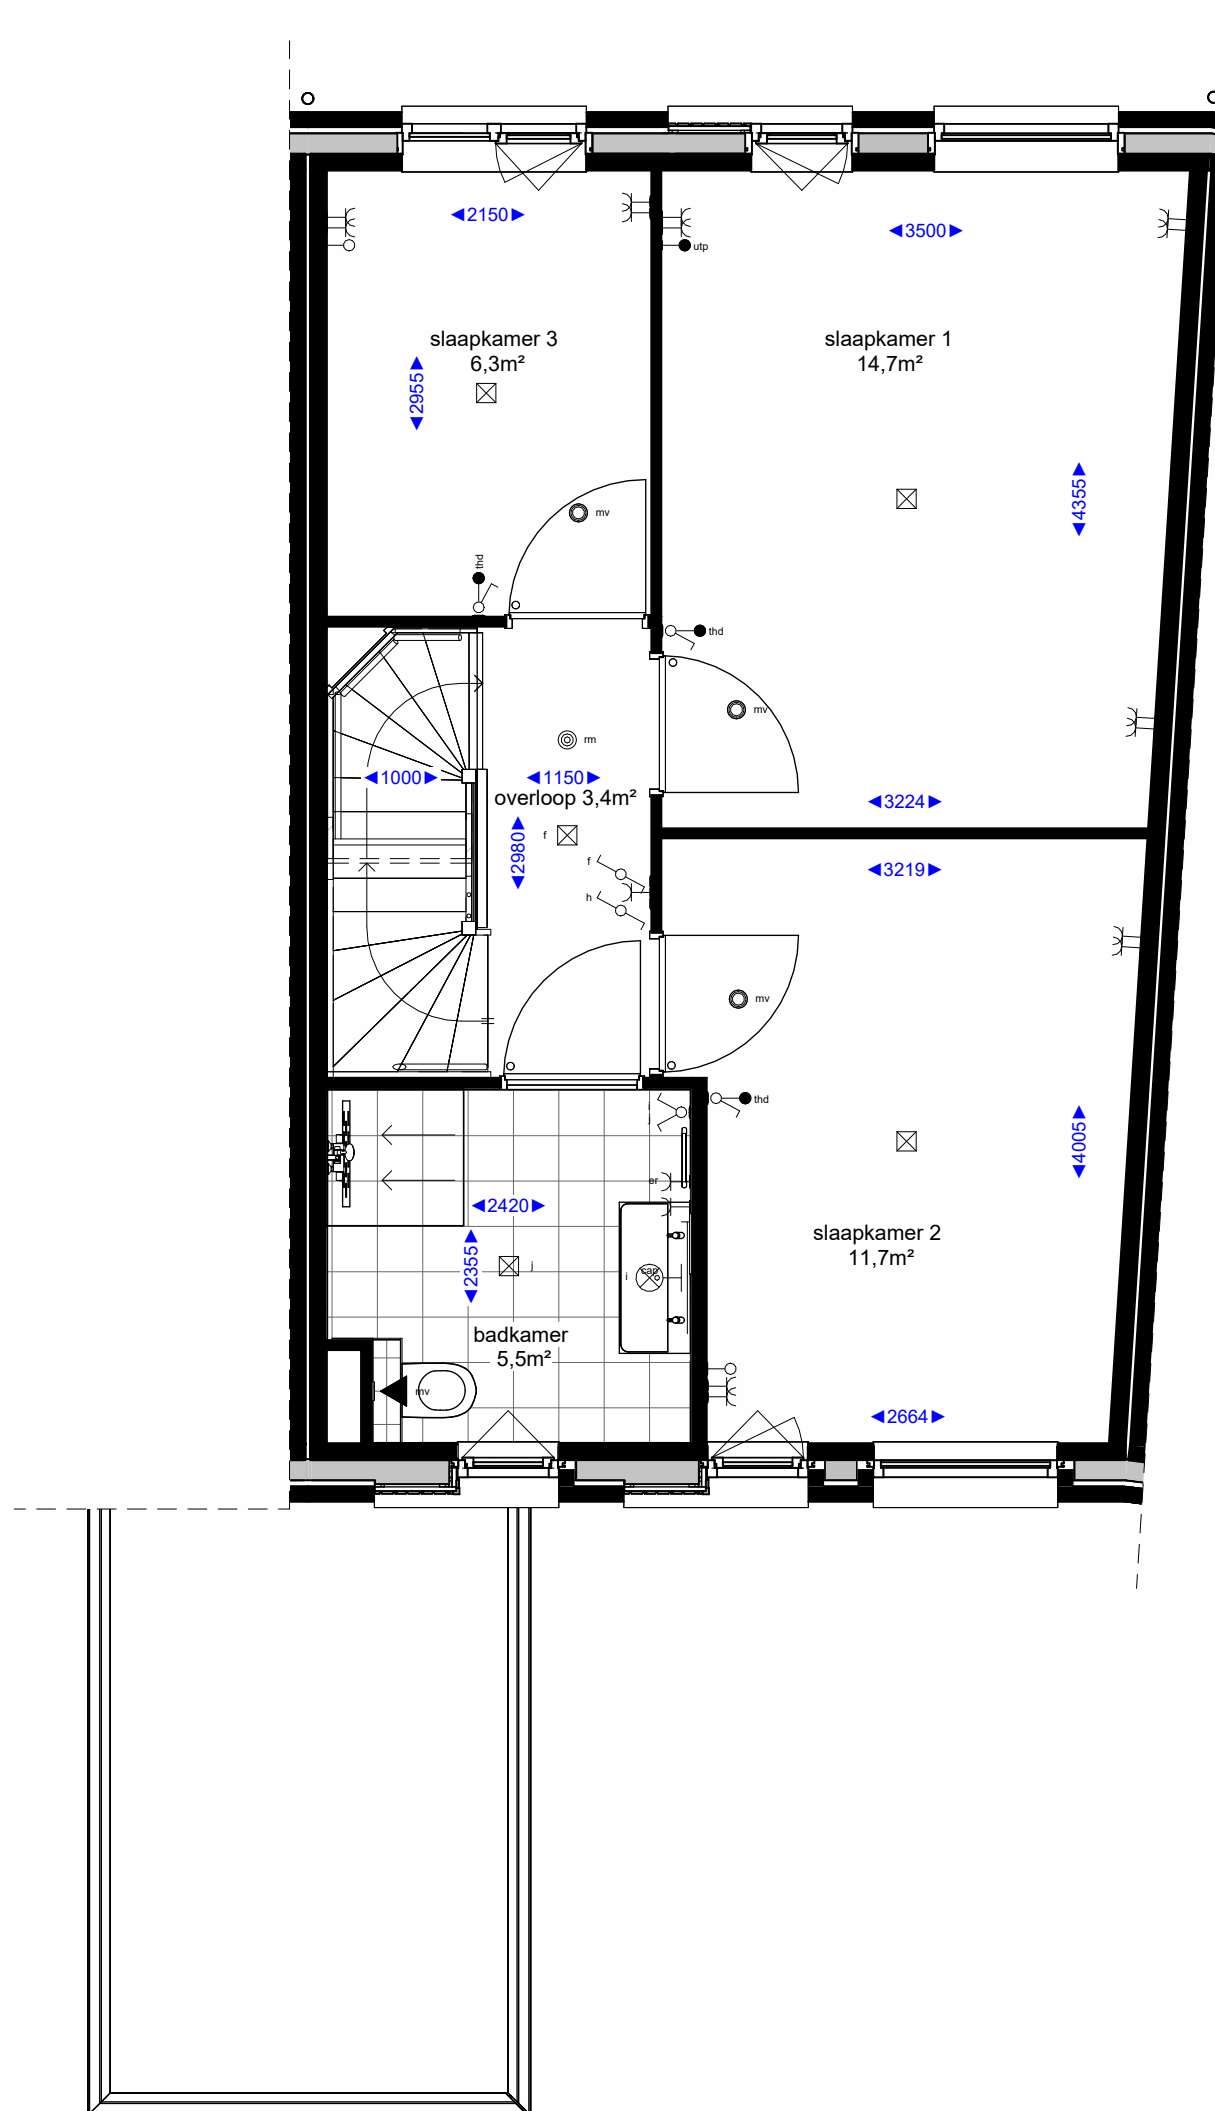 2150
3500
utp
slaapkamer 3
6,3m²
slaapkamer 1
14,7m²
2955
4355
mv
thd
thd
mv
rm
1000
1150
overloop 3,4m²
3224
f
2980
f
3219
h
mv
thd
er
2420
4005
2355
j
cap
i
slaapkamer 2
11,7m²
badkamer
5,5m²
mv
2664